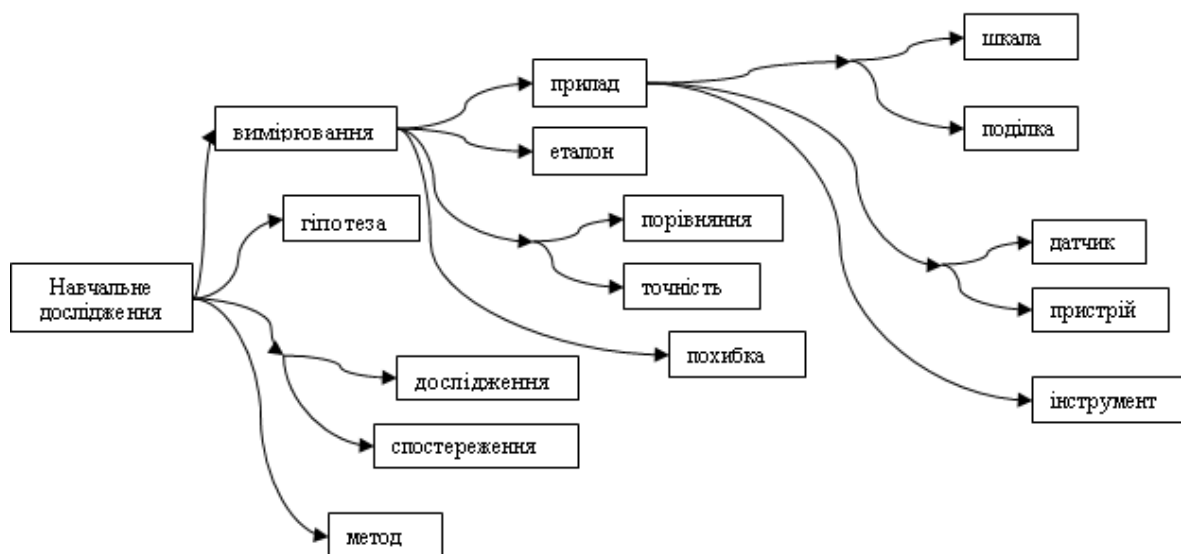 шкала
прилад
вимірювання
поділка
еталон
гіпотеза
порівняння
датчик
Навчальне
дослідження
точність
пристрій
похибка
дослідження
інструмент
спостереження
метод